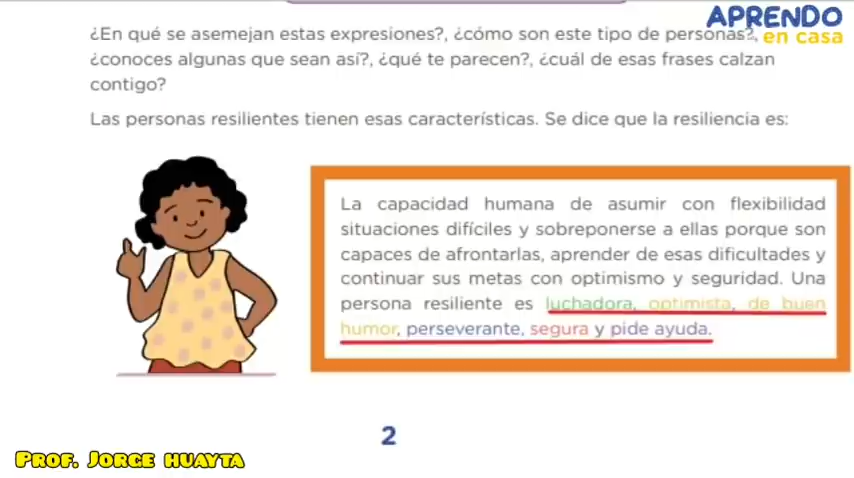 APRENDO
en casa
¿En qué se asemejan estas expresiones?, ¿cómo son este tipo de personas?,
¿conoces algunas que sean así?, ¿qué te parecen?, ¿cuál de esas frases calzan
contigo?
Las personas resilientes tienen esas características. Se dice que la resiliencia es:
La capacidad humana de asumir con flexibilidad
situaciones difíciles y sobreponerse a ellas porque son
capaces de afrontarlas, aprender de esas dificultades y
continuar sus metas con optimismo y seguridad. Una
persona resiliente es luchadora, optimista, de buen
humor, perseverante, segura y pide ayuda.
2
PROF. JORGE HUAYTA